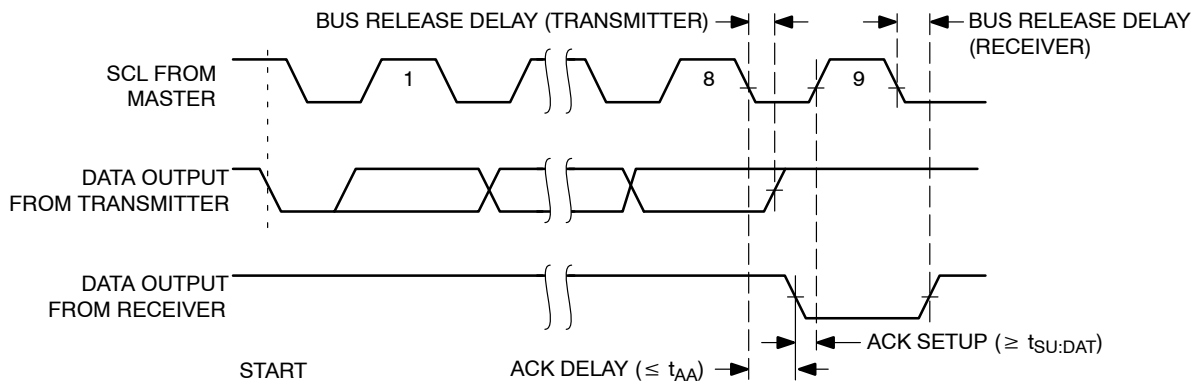 BUS RELEASE DELAY (TRANSMITTER)
BUS RELEASE DELAY
(RECEIVER)
SCL FROM
MASTER
1
8
9
DATA OUTPUT
FROM TRANSMITTER
DATA OUTPUT
FROM RECEIVER
ACK SETUP (≥ tSU:DAT)
START
ACK DELAY (≤ tAA)